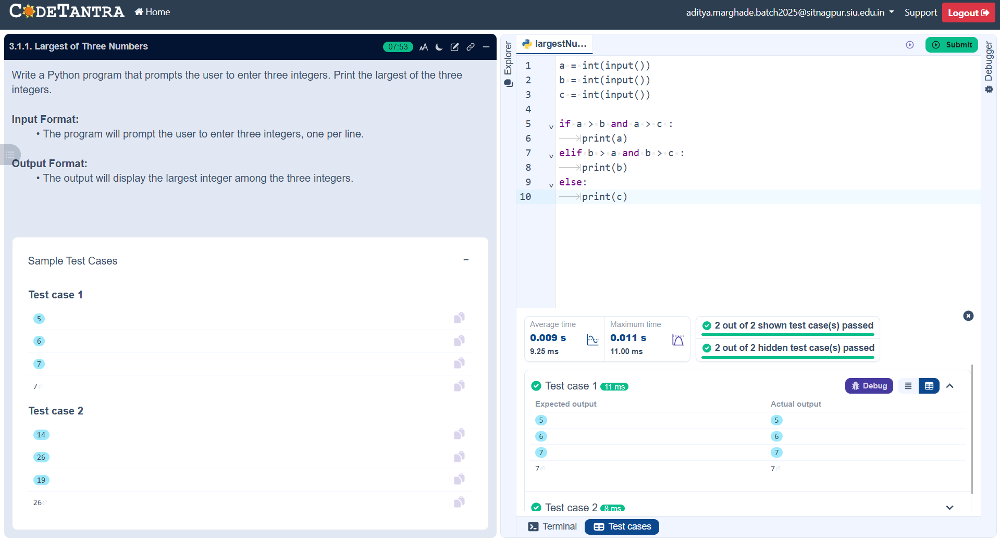 CODETANTRA
Home
aditya.marghade.batch2025@sitnagpur.siu.edu.in
Support
Logout
3.1.1. Largest of Three Numbers
07:53
AA
Write a Python program that prompts the user to enter three integers. Print the largest of the three
integers.
Input Format:
• The program will prompt the user to enter three integers, one per line.
Output Format:
• The output will display the largest integer among the three integers.
Sample Test Cases
−
Test case 1
5
6
7
7
Test case 2
14
26
19
26
Explorer
largestNu...
Submit
Debugger
1 a = int(input())
2 b = int(input())
3 c = int(input())
4
5 if a > b and a > c :
6 print(a)
7 elif b > a and b > c :
8 print(b)
9 else:
10 print(c)
Average time
0.009 s
9.25 ms
Maximum time
0.011 s
11.00 ms
2 out of 2 shown test case(s) passed
2 out of 2 hidden test case(s) passed
Test case 1 11 ms
Debug
Expected output Actual output
5 5
6 6
7 7
7 7
Test case 2 8 ms
Terminal
Test cases